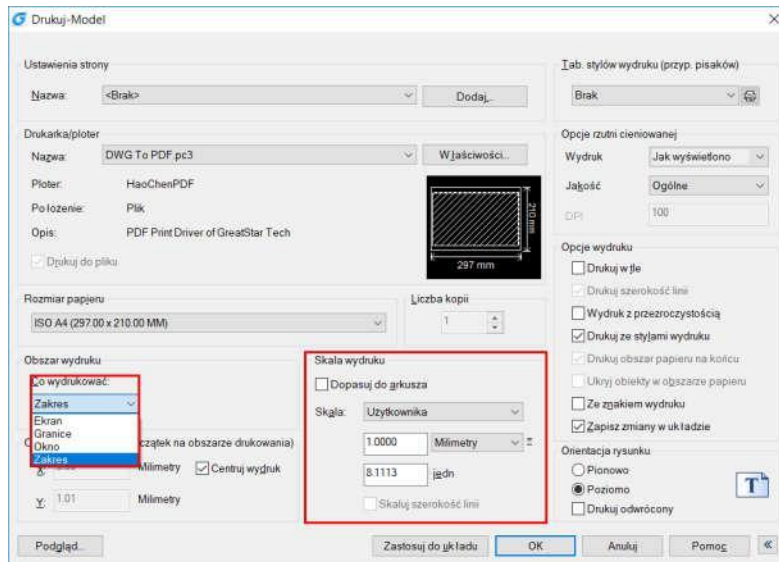 Drukuj-Model
Ustawienia strony
Nazwa: <Brak> Dodaj...
Drukarka/ploter
Nazwa: DWG To PDF.pc3 Właściwości...
Ploter: HaoChenPDF
Położenie: Plik
Opis: PDF Print Driver of GreatStar Tech
Drukuj do pliku
210 mm
297 mm
Rozmiar papieru
ISO A4 (297.00 x 210.00 MM)
Liczba kopii
1
Obszar wydruku
Co wydrukować:
Zakres
Ekran
Granice
Okno
Zakres
czątek na obszarze drukowania)
X: Milimetry Centruj wydruk
Y: 1.01 Milimetry
Skala wydruku
Dopasuj do arkusza
Skala: Użytkownika
1.0000 Milimetry =
8.1113 jedn
Skaluj szerokość linii
Tab. stylów wydruku (przyp. pisaków)
Brak
Opcje rzutni cieniowanej
Wydruk Jak wyświetlono
Jakość Ogólne
DPI 100
Opcje wydruku
Drukuj w tle
Drukuj szerokość linii
Wydruk z przezroczystością
Drukuj ze stylami wydruku
Drukuj obszar papieru na końcu
Ukryj obiekty w obszarze papieru
Ze znakiem wydruku
Zapisz zmiany w układzie
Orientacja rysunku
Pionowo
Poziomo
Drukuj odwrócony
Podgląd... Zastosuj do układu OK Anuluj Pomoc